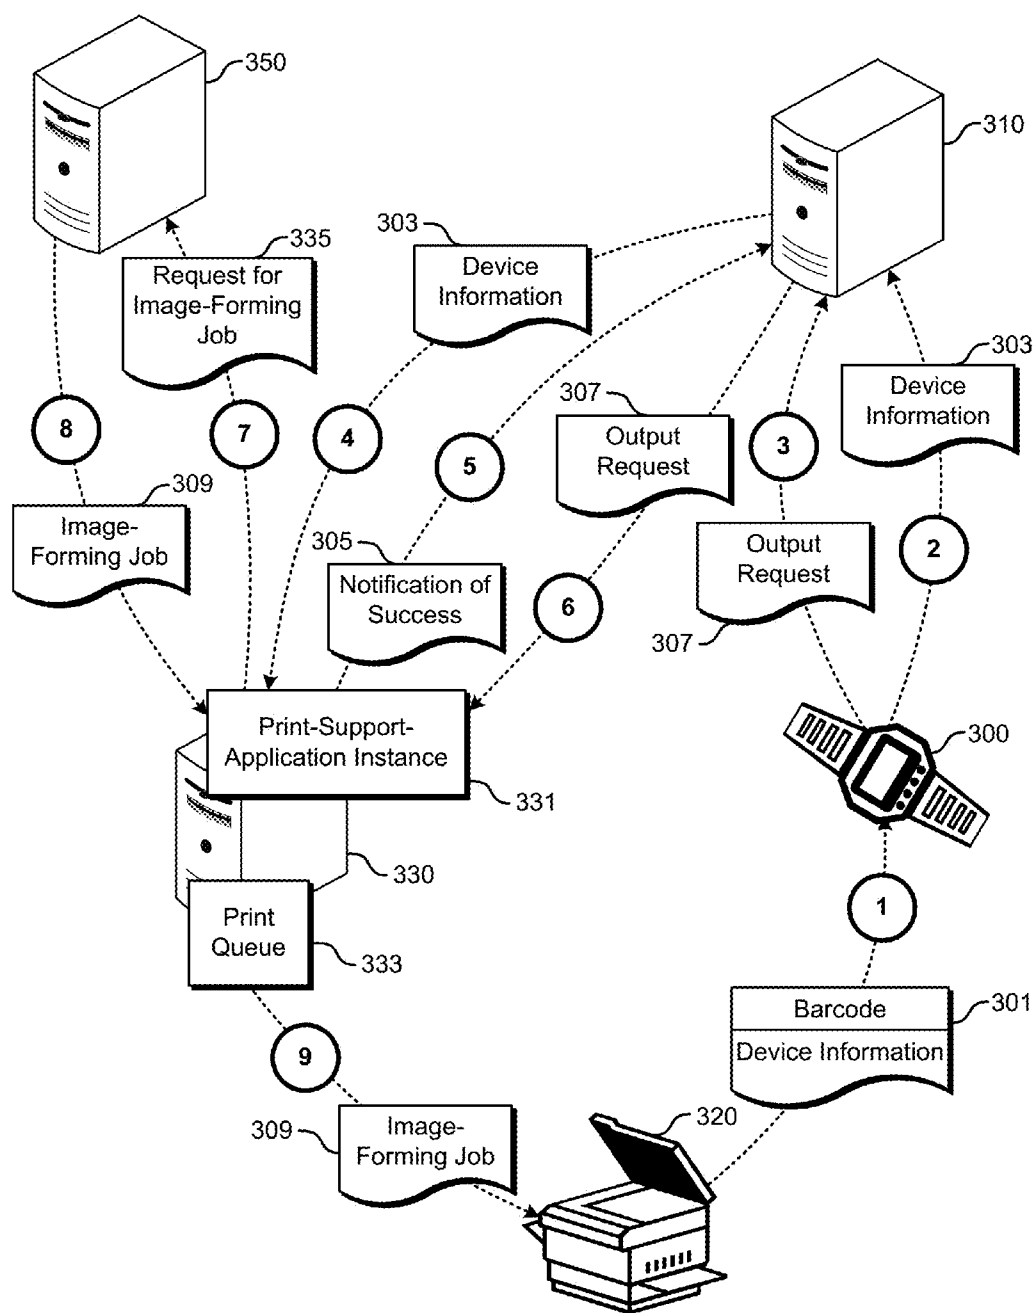 350
310
335
Request for
Image-Forming
Job
303
Device
Information
303
Device
Information
307
Output
Request
8
7
4
5
3
309
Image-
Forming Job
305
Notification of
Success
Output
Request
307
2
6
Print-Support-
Application Instance
331
300
330
1
Print
Queue
333
Barcode
Device Information
301
9
309
Image-
Forming Job
320